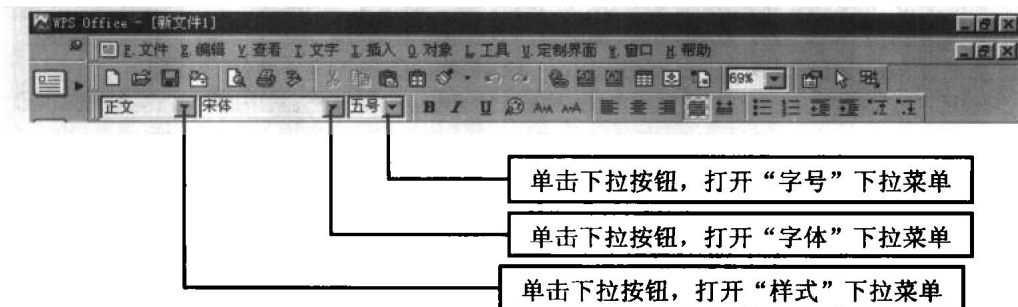 WPS Office - [新文件1]
F.文件 E.编辑 V.查看 T.文字 I.插入 O.对象 L.工具 U.定制界面 W.窗口 H.帮助
69%
正文 宋体 五号 B I U
单击下拉按钮，打开“字号”下拉菜单
单击下拉按钮，打开“字体”下拉菜单
单击下拉按钮，打开“样式”下拉菜单